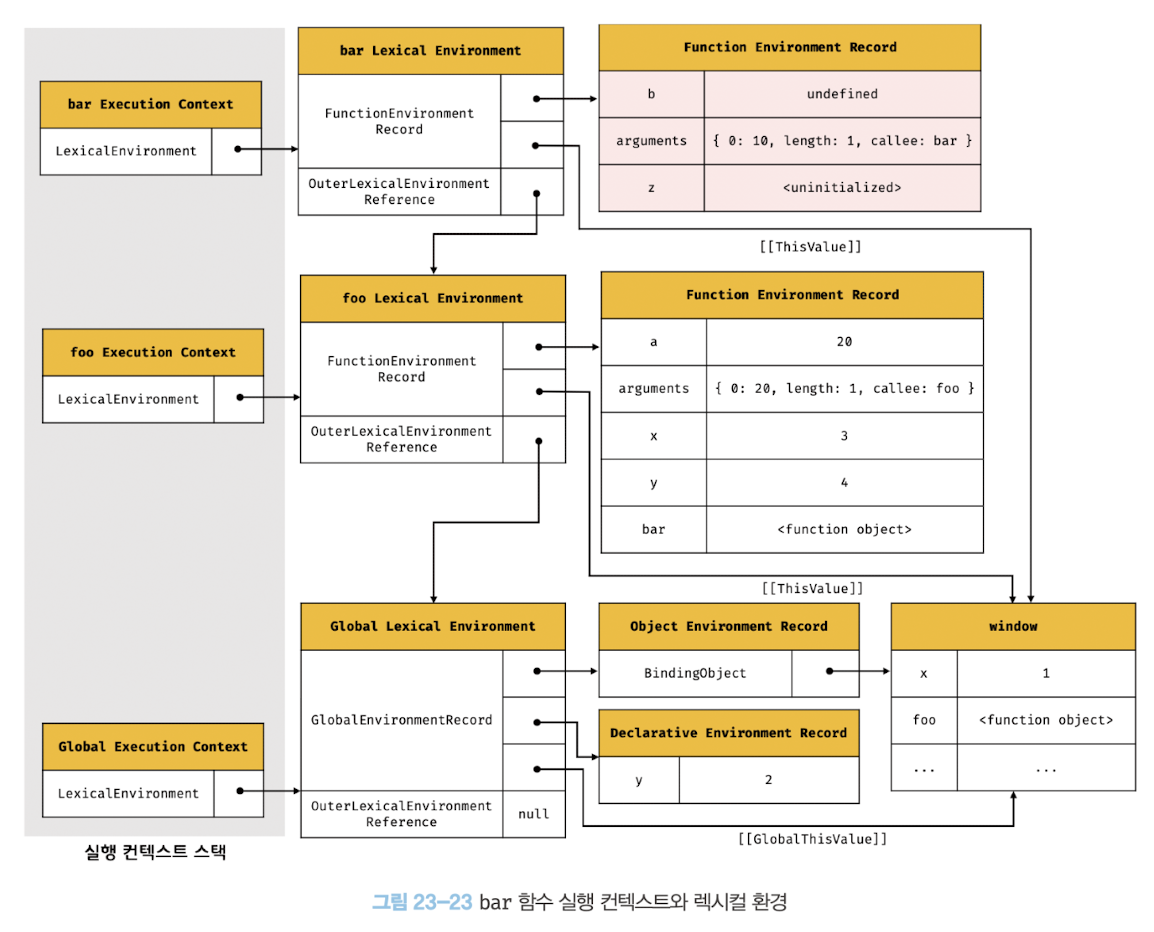 bar Execution Context
LexicalEnvironment
bar Lexical Environment
FunctionEnvironment
Record
OuterLexicalEnvironment
Reference
Function Environment Record
b undefined
arguments { 0: 10, length: 1, callee: bar }
z <uninitialized>
[[ThisValue]]
foo Execution Context
LexicalEnvironment
foo Lexical Environment
FunctionEnvironment
Record
OuterLexicalEnvironment
Reference
Function Environment Record
a 20
arguments { 0: 20, length: 1, callee: foo }
x 3
y 4
bar <function object>
[[ThisValue]]
Global Execution Context
LexicalEnvironment
Global Lexical Environment
GlobalEnvironmentRecord
OuterLexicalEnvironment
Reference
null
Object Environment Record
BindingObject
Declarative Environment Record
y 2
window
x 1
foo <function object>
... ...
[[GlobalThisValue]]
실행 컨텍스트 스택
그림 23–23 bar 함수 실행 컨텍스트와 렉시컬 환경